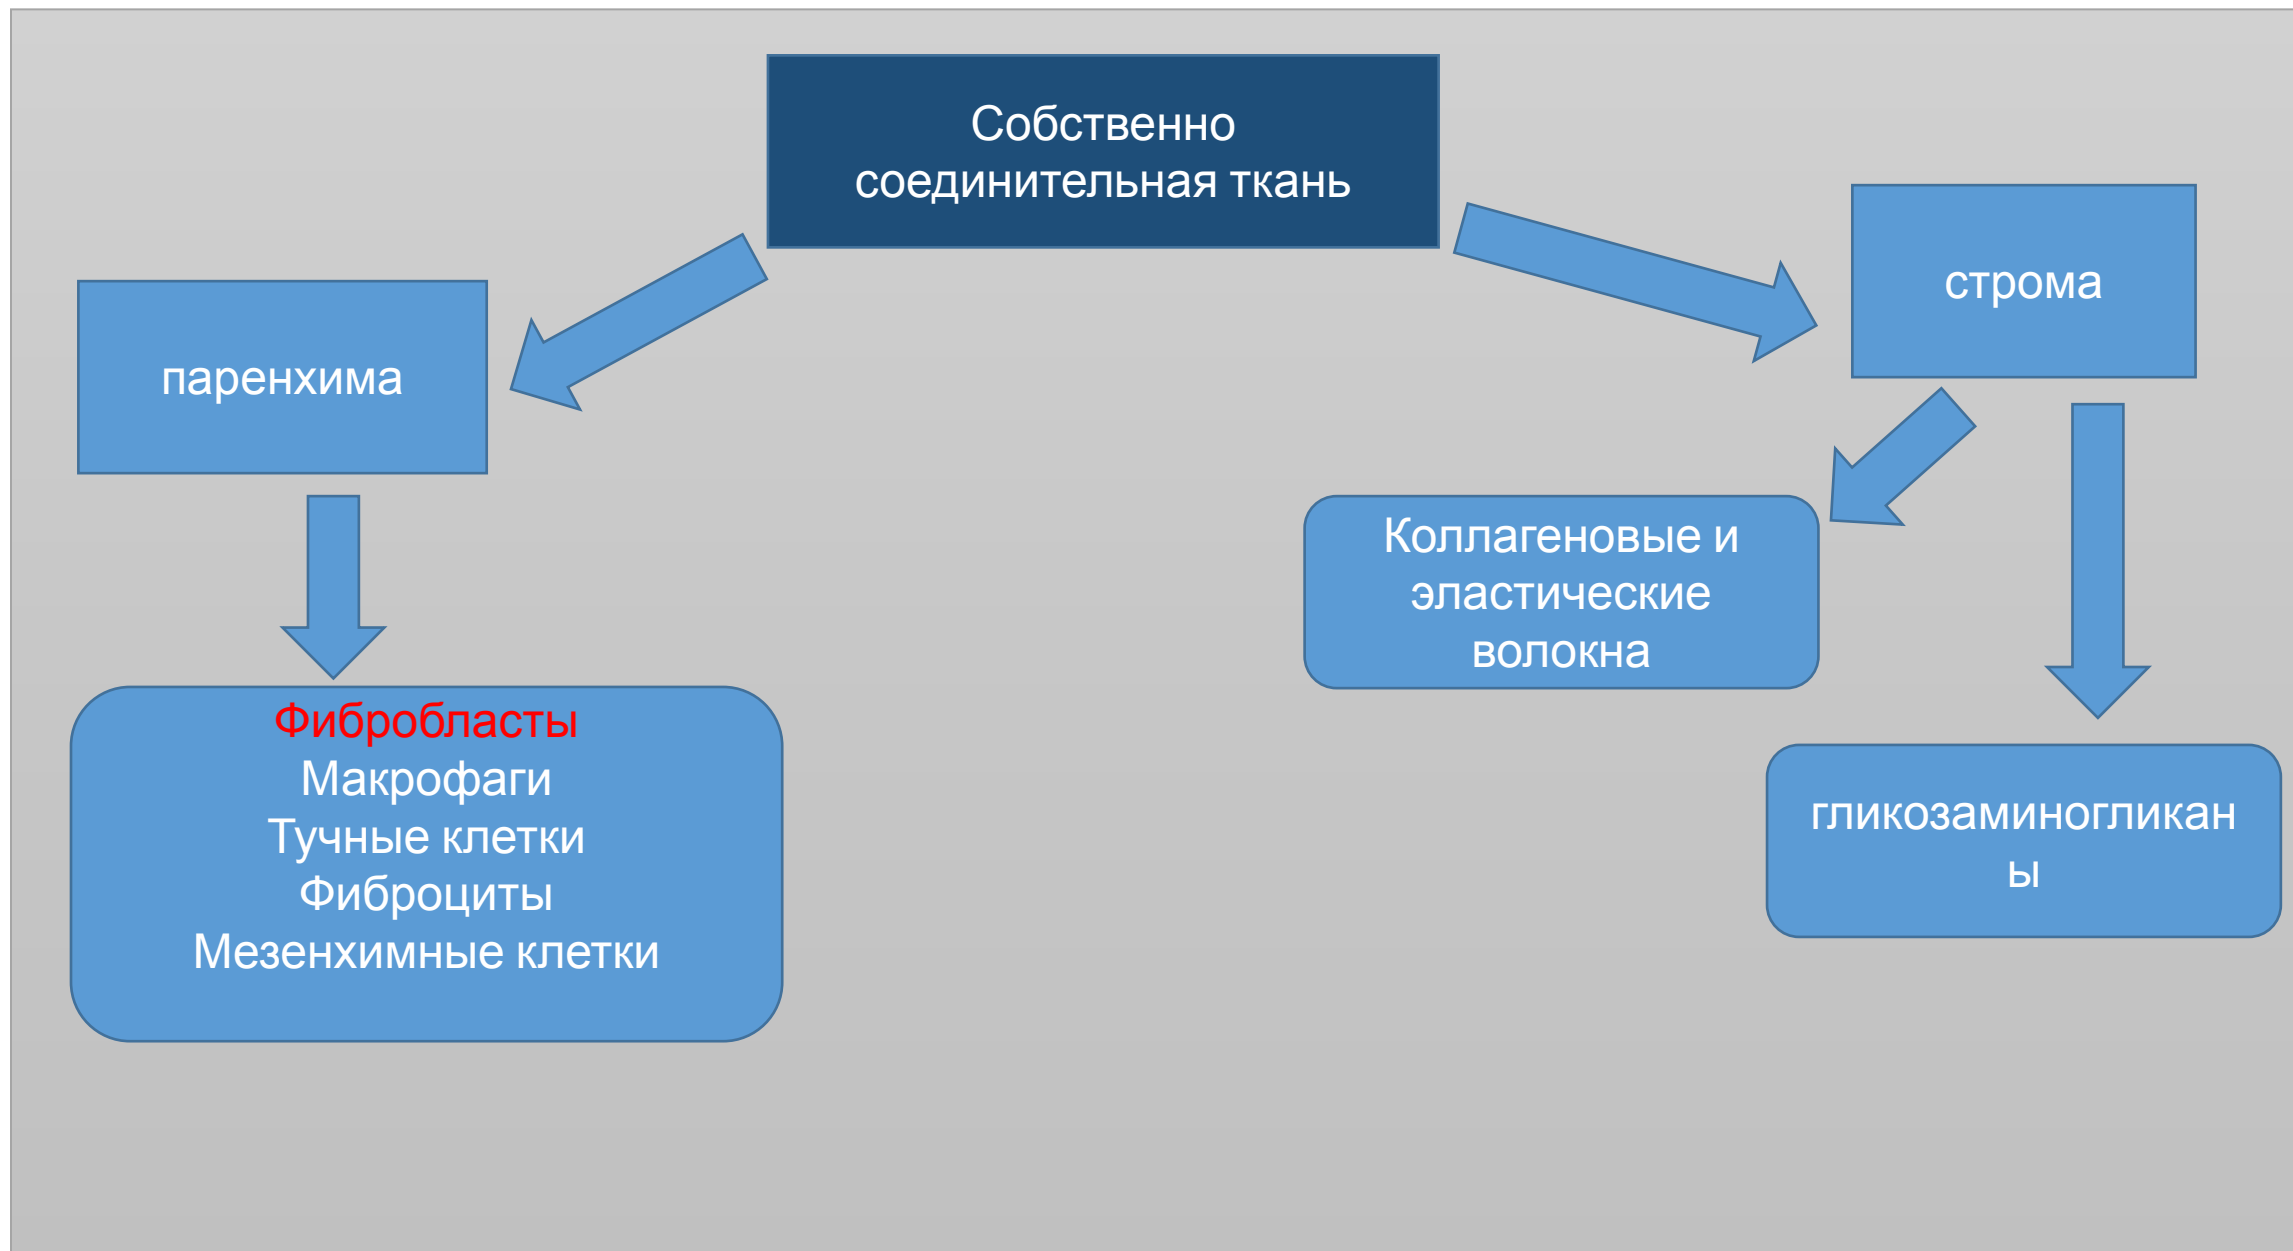 Собственно
соединительная ткань
строма
паренхима
Коллагеновые и
эластические
волокна
Фибробласты
Макрофаги
Тучные клетки
Фиброциты
Мезенхимные клетки
гликозаминогликан
ы